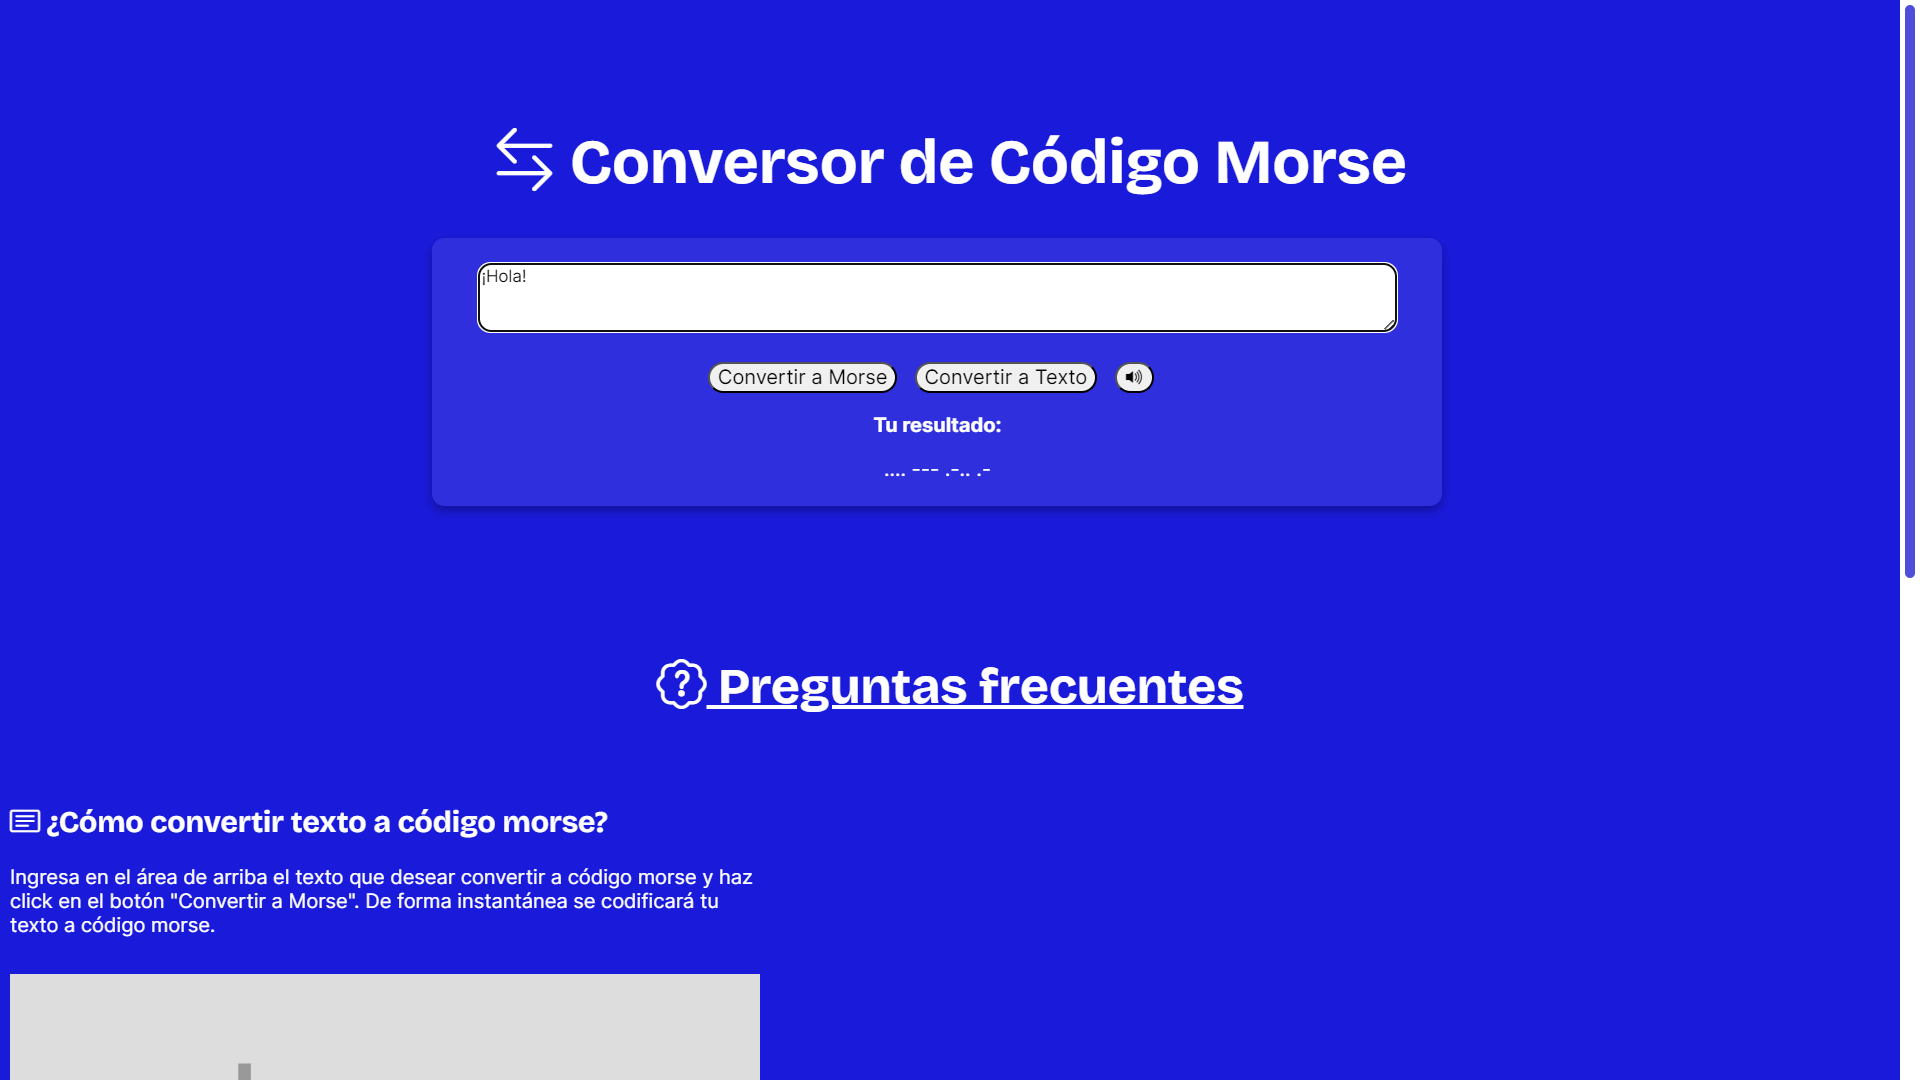 Conversor de Código Morse
¡Hola!
Convertir a Morse
Convertir a Texto
Tu resultado:
.... --- .-.. .-
Preguntas frecuentes
¿Cómo convertir texto a código morse?
Ingresa en el área de arriba el texto que desear convertir a código morse y haz
click en el botón "Convertir a Morse". De forma instantánea se codificará tu
texto a código morse.